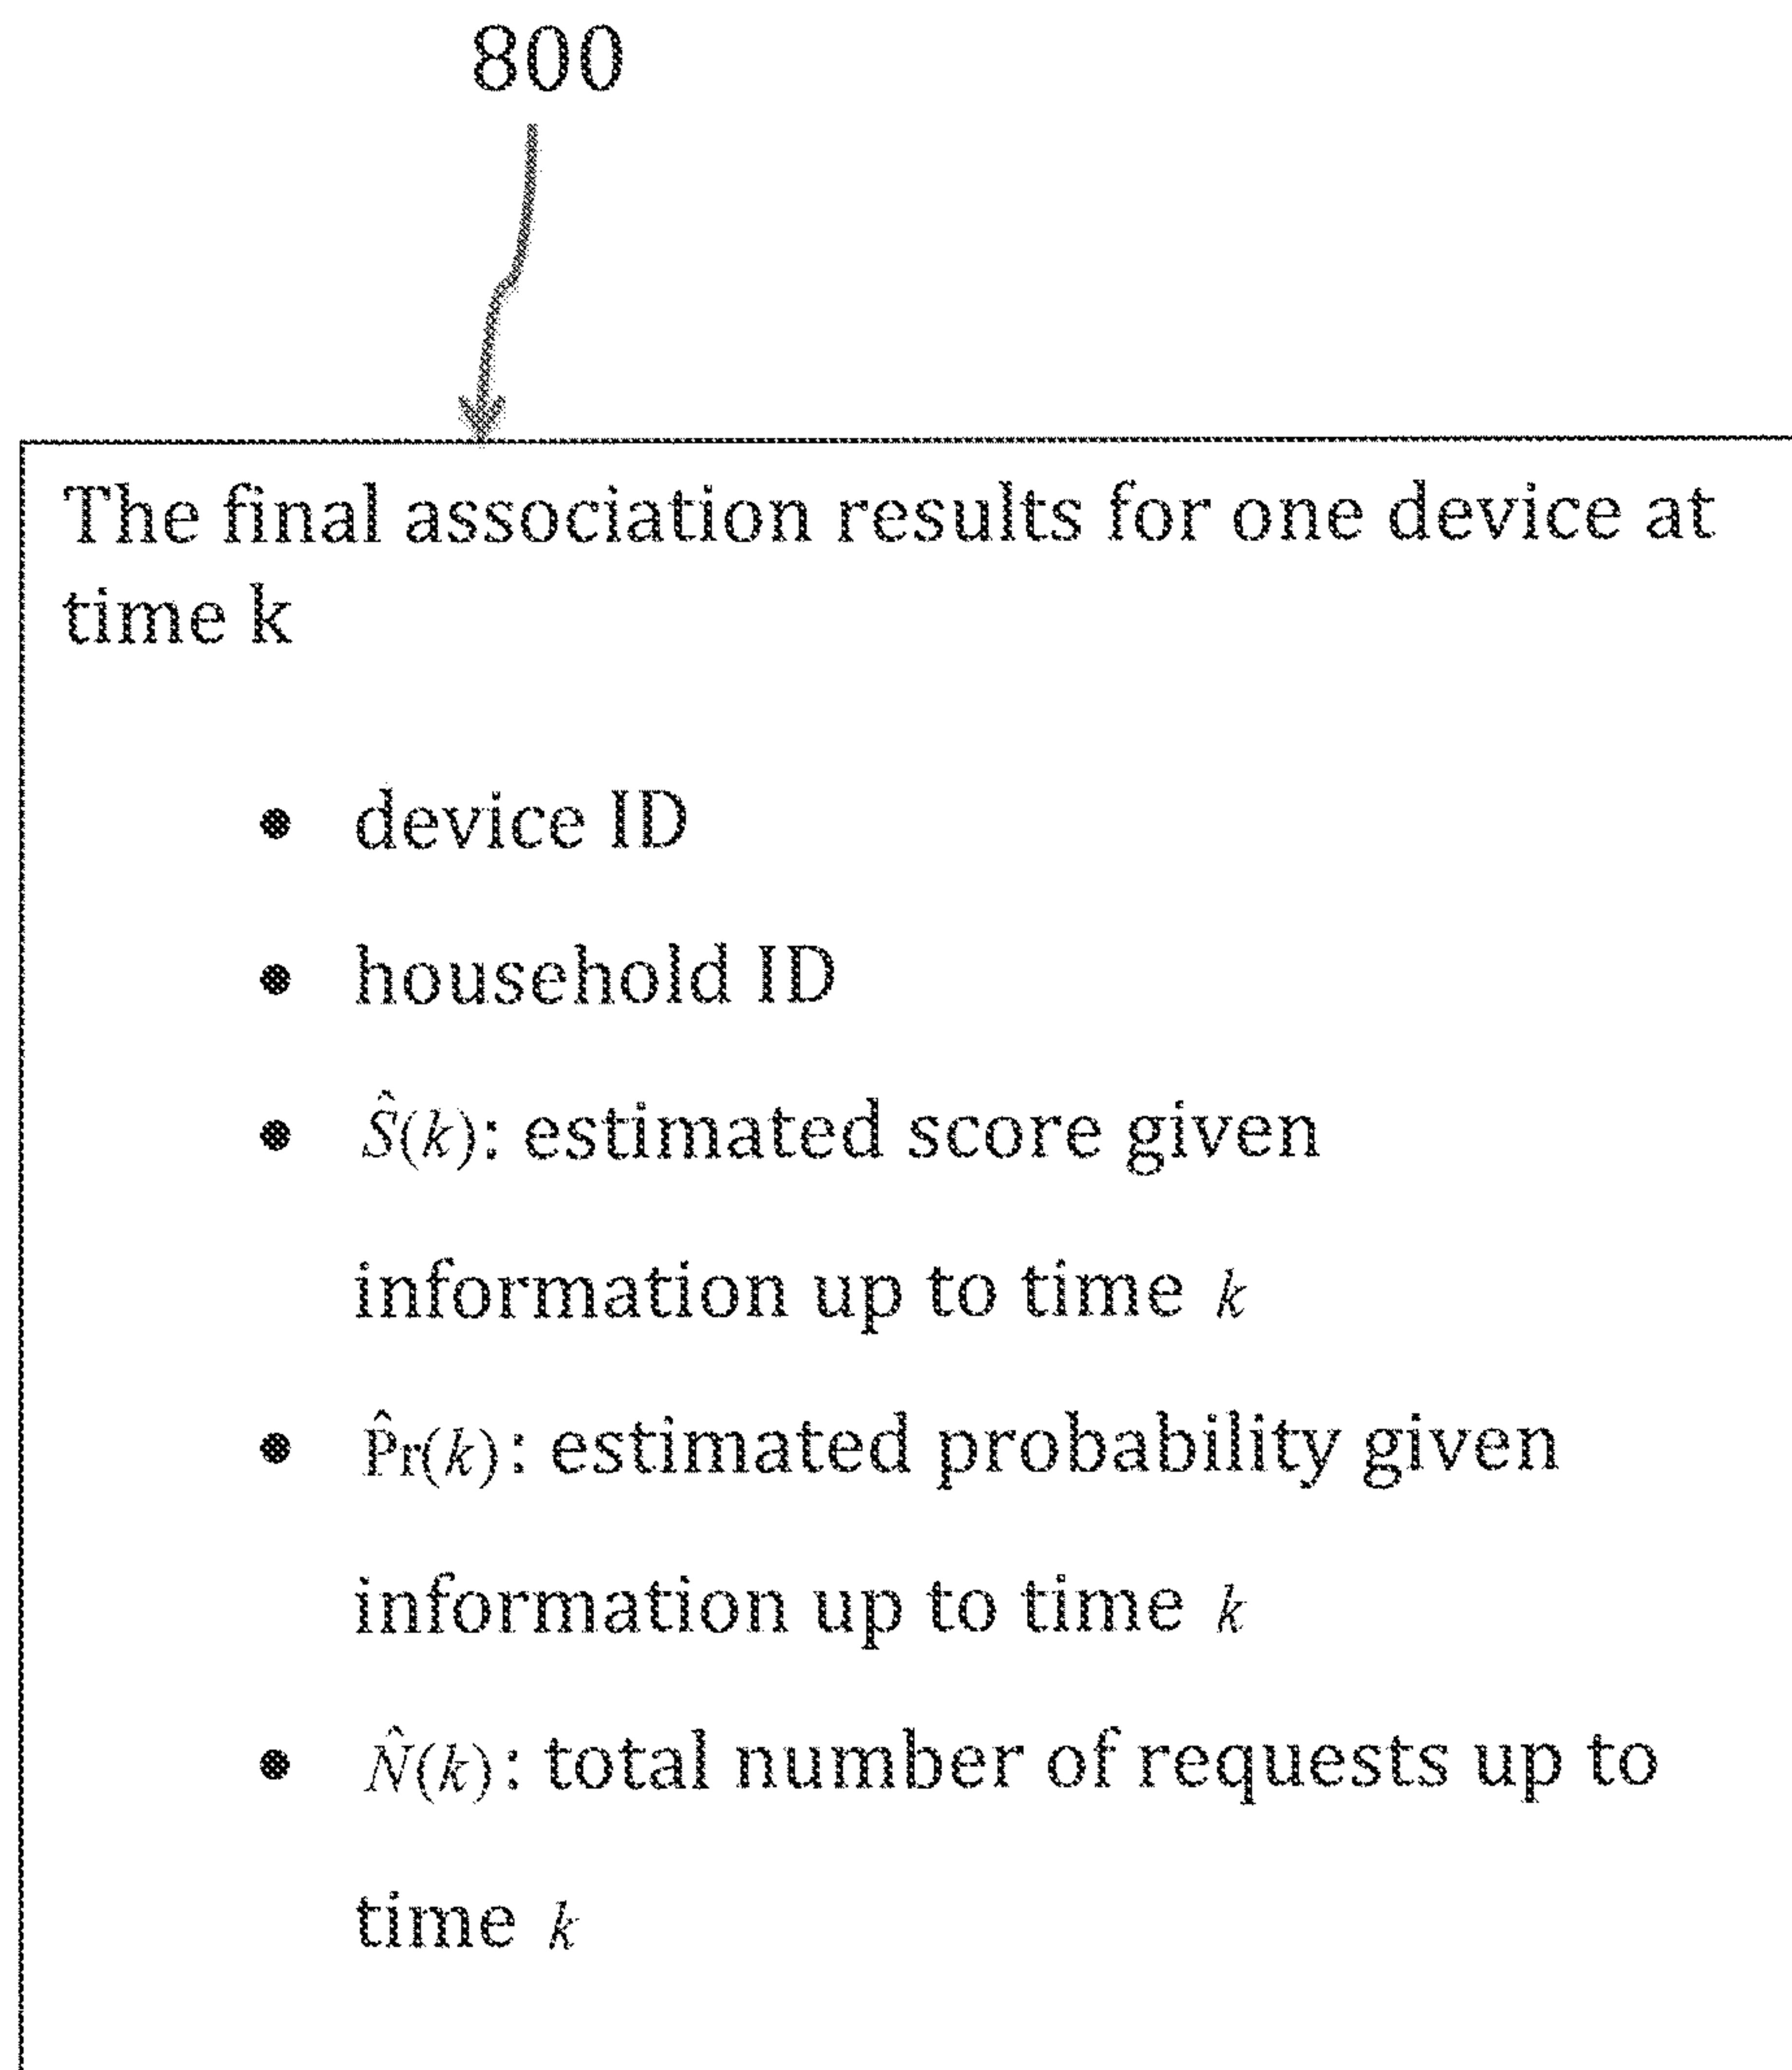 800
The final association results for one device at
time k
• device ID
• household ID
• Ŝ(k): estimated score given
information up to time k
• P̂r(k): estimated probability given
information up to time k
• N̂(k): total number of requests up to
time k